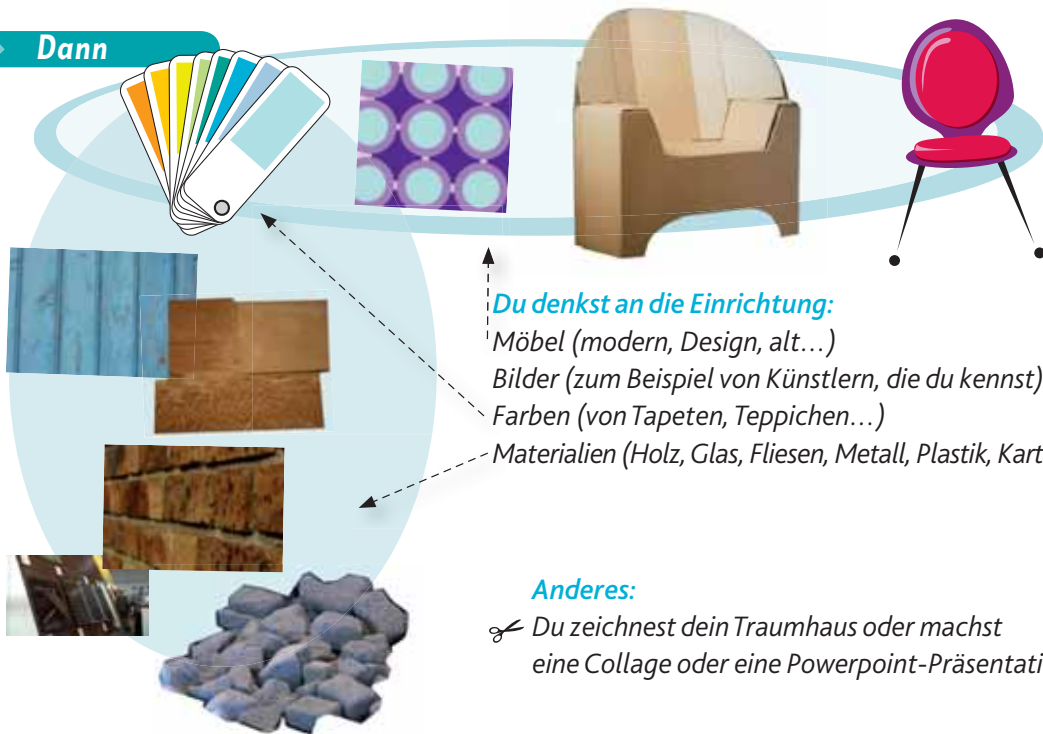 Dann
Du denkst an die Einrichtung:
Möbel (modern, Design, alt…)
Bilder (zum Beispiel von Künstlern, die du kennst)
Farben (von Tapeten, Teppichen…)
Materialien (Holz, Glas, Fliesen, Metall, Plastik, Kart
Anderes:
Du zeichnest dein Traumhaus oder machst
eine Collage oder eine Powerpoint-Präsentati